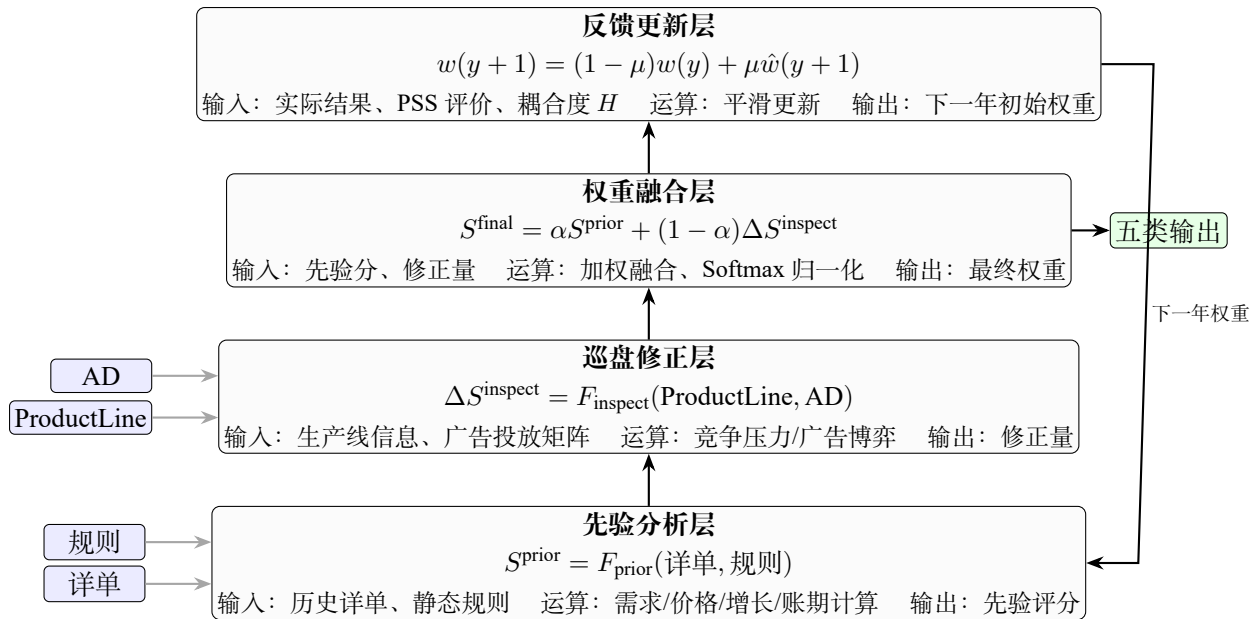 反馈更新层
w(y + 1) = (1 − μ)w(y) + μŵ(y + 1)
输入：实际结果、PSS 评价、耦合度 H 运算：平滑更新 输出：下一年初始权重
权重融合层
S^final = αS^prior + (1 − α)ΔS^inspect
输入：先验分、修正量 运算：加权融合、Softmax 归一化 输出：最终权重
五类输出
下一年权重
AD
ProductLine
巡盘修正层
ΔS^inspect = F_inspect(ProductLine, AD)
输入：生产线信息、广告投放矩阵 运算：竞争压力/广告博弈 输出：修正量
规则
详单
先验分析层
S^prior = F_prior(详单, 规则)
输入：历史详单、静态规则 运算：需求/价格/增长/账期计算 输出：先验评分